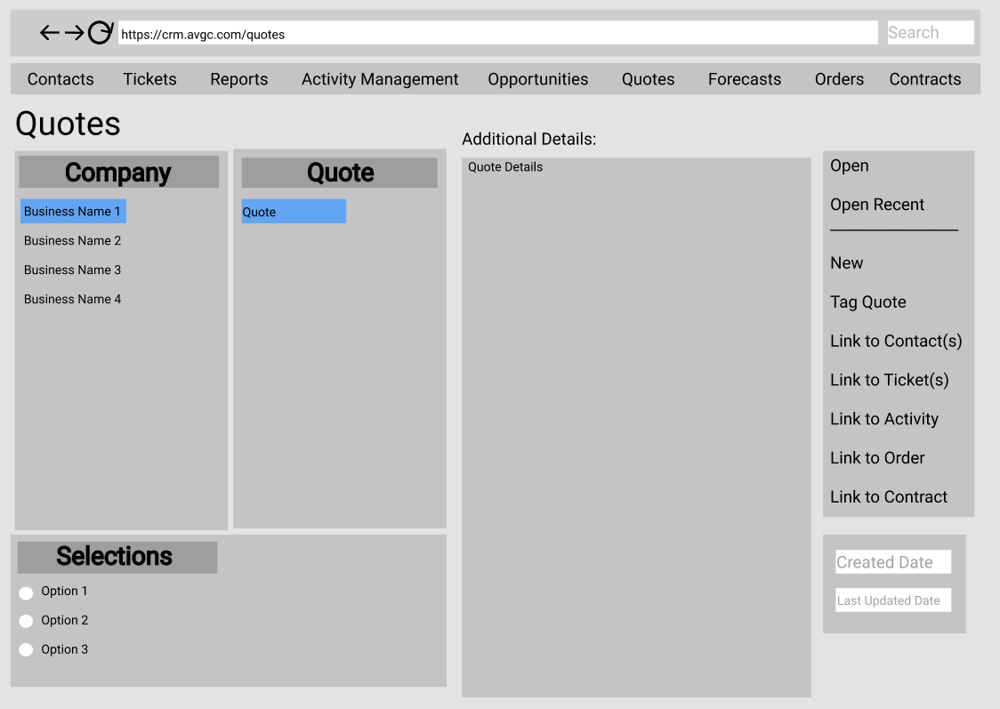 https://crm.avgc.com/quotes
Search
Contacts Tickets Reports Activity Management Opportunities Quotes Forecasts Orders Contracts
Quotes
Company
Business Name 1
Business Name 2
Business Name 3
Business Name 4
Quote
Quote
Selections
Option 1
Option 2
Option 3
Additional Details:
Quote Details
Open
Open Recent
New
Tag Quote
Link to Contact(s)
Link to Ticket(s)
Link to Activity
Link to Order
Link to Contract
Created Date
Last Updated Date